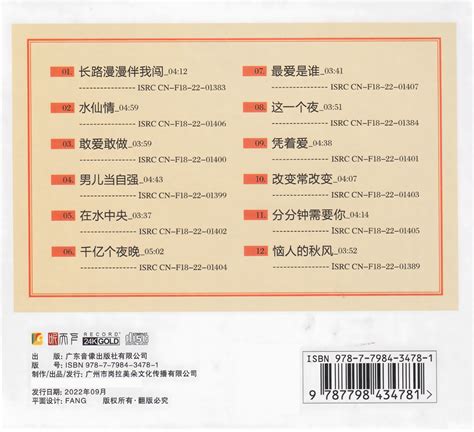 01. 长路漫漫伴我闯_04:12
ISRC CN-F18-22-01383
02. 水仙情_04:59
ISRC CN-F18-22-01406
03. 敢爱敢做_03:59
ISRC CN-F18-22-01400
04. 男儿当自强_04:43
ISRC CN-F18-22-01399
05. 在水中央_03:37
ISRC CN-F18-22-01402
06. 千亿个夜晚_05:02
ISRC CN-F18-22-01404
07. 最爱是谁_03:41
ISRC CN-F18-22-01407
08. 这一个夜_03:51
ISRC CN-F18-22-01384
09. 凭着爱_04:38
ISRC CN-F18-22-01401
10. 改变常改变_04:07
ISRC CN-F18-22-01403
11. 分分钟需要你_04:14
ISRC CN-F18-22-01405
12. 恼人的秋风_03:52
ISRC CN-F18-22-01389
RECORD
24K GOLD
出 版：广东音像出版社有限公司
版 号：ISBN 978-7-7984-3478-1
制作/出品/发行：广州市岗拉美朵文化传播有限公司
发行日期：2022年09月
平面设计：FANG 版权所有·翻版必究
ISBN 978-7-7984-3478-1
9 787798 434781